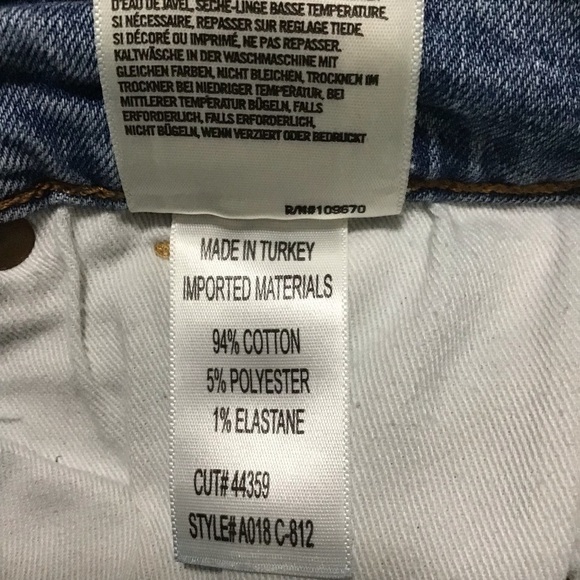 D'EAU DE JAVEL, SÈCHE-LINGE BASSE TEMPÉRATURE,
SI NÉCESSAIRE, REPASSER SUR REGLAGE TIEDE,
SI DÉCORÉ OU IMPRIMÉ, NE PAS REPASSER.
KALTWÄSCHE IN DER WASCHMASCHINE MIT
GLEICHEN FARBEN, NICHT BLEICHEN, TROCKNEN IM
TROCKNER BEI NIEDRIGER TEMPERATUR, BEI
MITTLERER TEMPERATUR BÜGELN, FALLS
ERFORDERLICH, FALLS ERFORDERLICH,
NICHT BÜGELN, WENN VERZIERT ODER BEDRUCKT
R/N#109670
MADE IN TURKEY
IMPORTED MATERIALS
94% COTTON
5% POLYESTER
1% ELASTANE
CUT# 44359
STYLE# A018 C-812